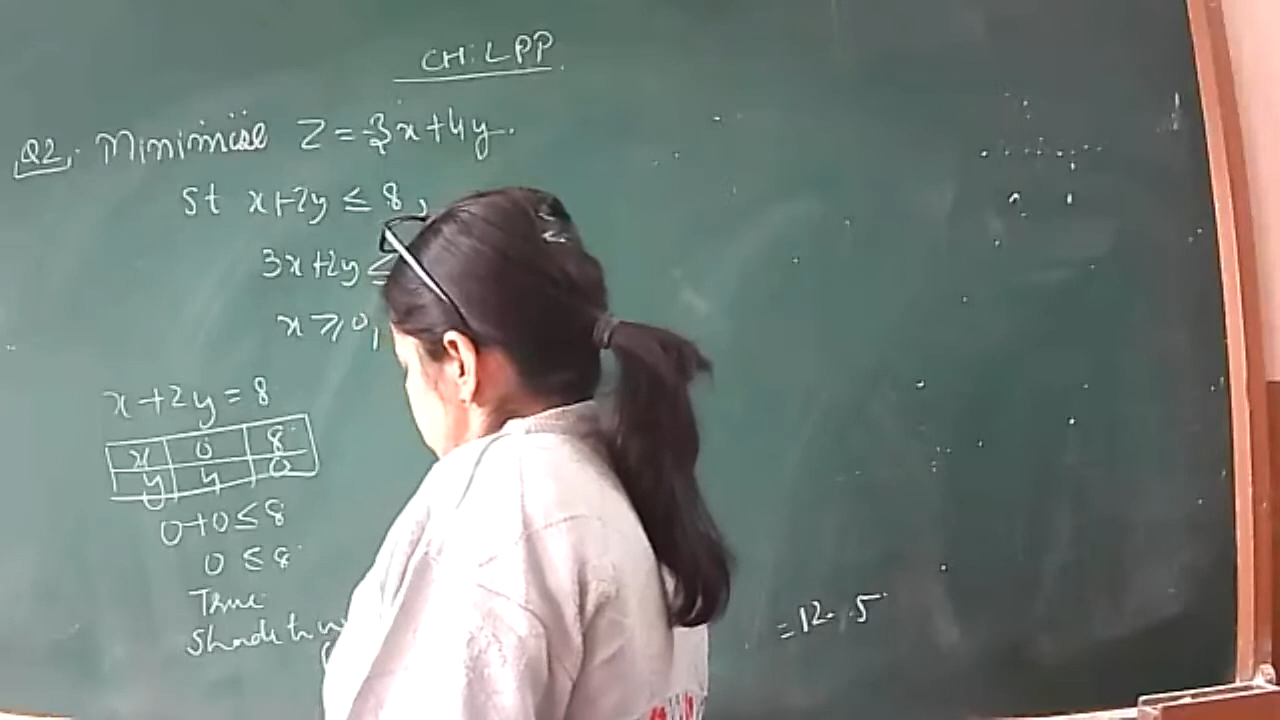 CH: LPP.
Q2. Minimise Z = -3x + 4y.
St x+2y ≤ 8,
3x+2y ≤
x ≥ 0,
x+2y = 8
x 0 8
y 4 0
0+0 ≤ 8
0 ≤ 8
True
Shade
= 12.5